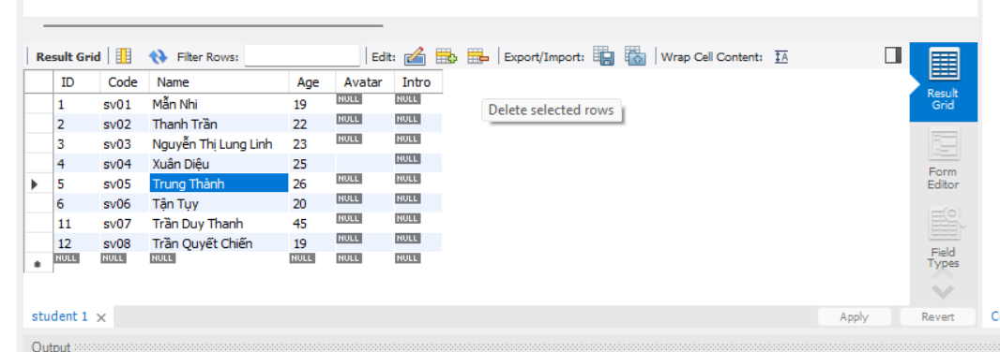 Result Grid Filter Rows: Edit: Export/Import: Wrap Cell Content: IA
ID Code Name Age Avatar Intro
1 sv01 Mẫn Nhi 19 NULL NULL
2 sv02 Thanh Trần 22 NULL NULL
3 sv03 Nguyễn Thị Lung Linh 23 NULL NULL
4 sv04 Xuân Diệu 25 NULL
5 sv05 Trung Thành 26 NULL NULL
6 sv06 Tận Tụy 20 NULL NULL
11 sv07 Trần Duy Thanh 45 NULL NULL
12 sv08 Trần Quyết Chiến 19 NULL NULL
NULL NULL NULL NULL NULL NULL
Delete selected rows
Result
Grid
Form
Editor
Field
Types
student 1
Apply Revert
Output